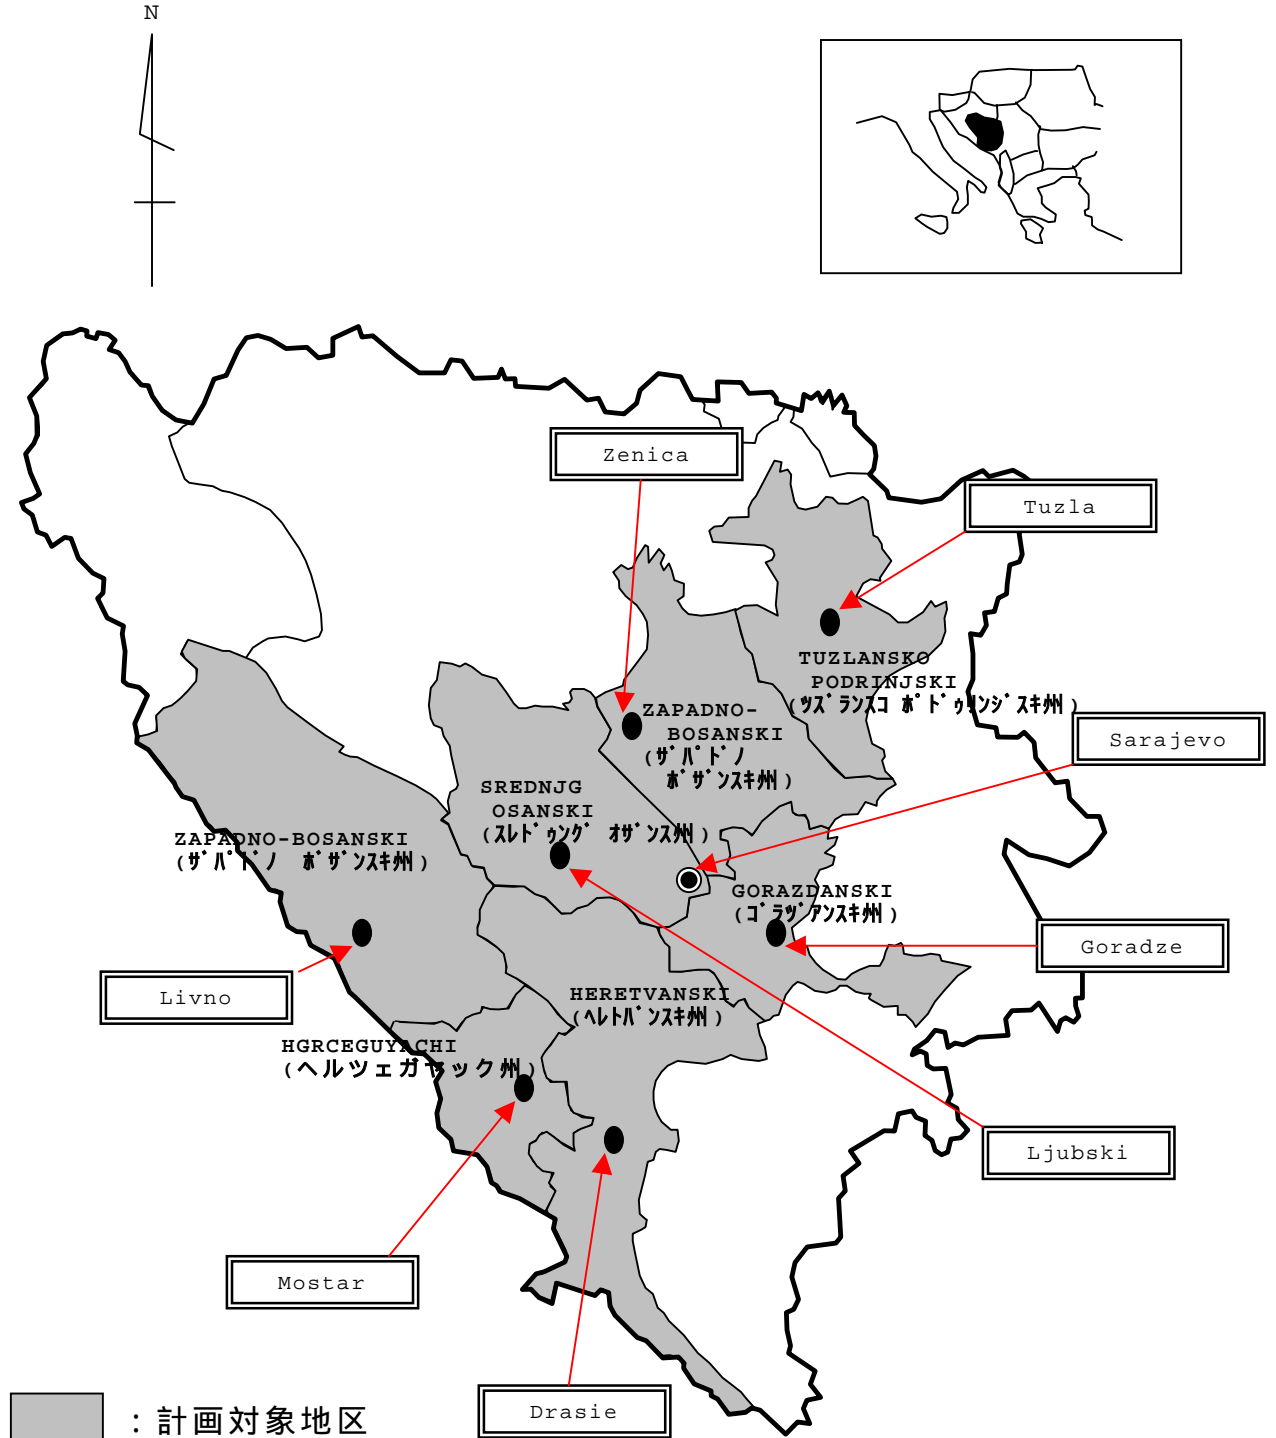 N
Zenica
Tuzla
TUZLANSKO
PODRINJSKI
(ﾂｽﾞﾗﾝｽｺ ﾎﾟﾄﾞｩﾘﾝｼﾞｽｷ州)
ZAPADNO-
BOSANSKI
(ｻﾞﾊﾟﾄﾞﾉ
ﾎﾞｻﾞﾝｽｷ州)
Sarajevo
SREDNJG
OSANSKI
(ｽﾚﾄﾞｩﾝｸﾞ ｵｻﾞﾝｽ州)
ZAPADNO-BOSANSKI
(ｻﾞﾊﾟﾄﾞﾉ ﾎﾞｻﾞﾝｽｷ州)
GORAZDANSKI
(ｺﾞﾗﾂﾞｱﾝｽｷ州)
Goradze
Livno
HERETVANSKI
(ﾍﾚﾄﾊﾞﾝｽｷ州)
HGRCEGUYACHI
(ヘルツェガヤック州)
Ljubski
Mostar
Drasie
：計画対象地区